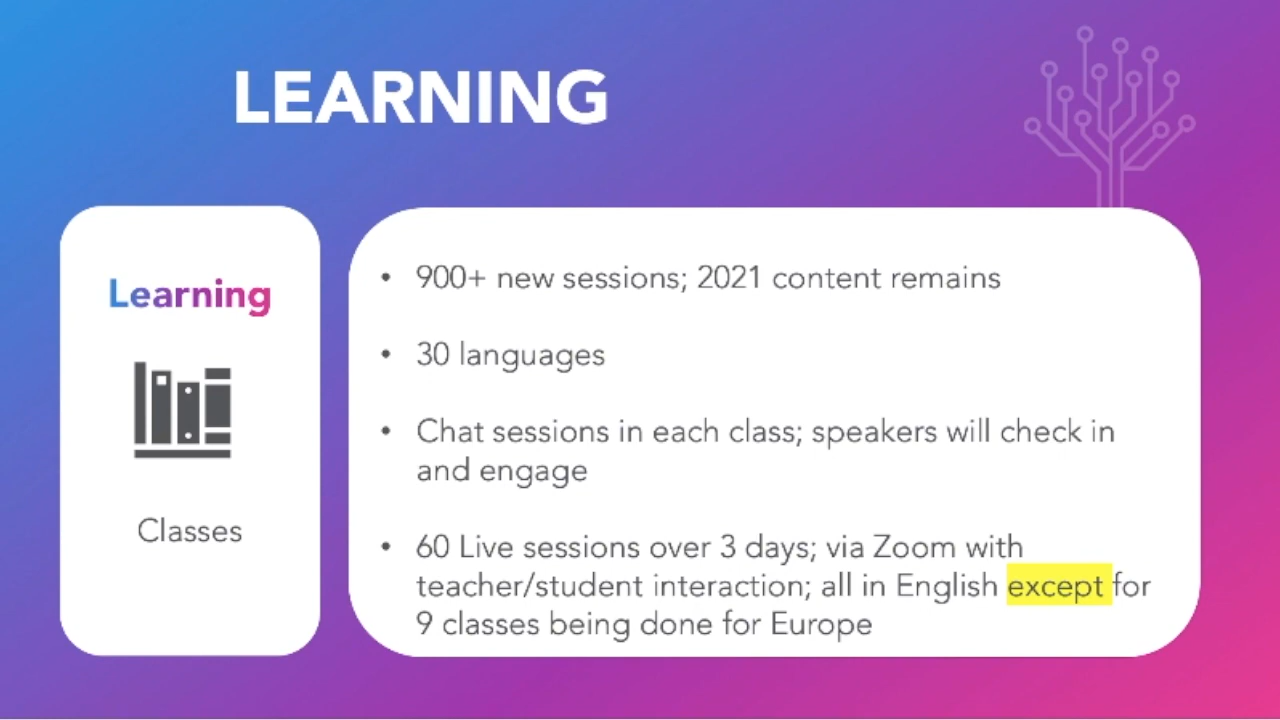 LEARNING
Learning
Classes
• 900+ new sessions; 2021 content remains
• 30 languages
• Chat sessions in each class; speakers will check in
and engage
• 60 Live sessions over 3 days; via Zoom with
teacher/student interaction; all in English except for
9 classes being done for Europe